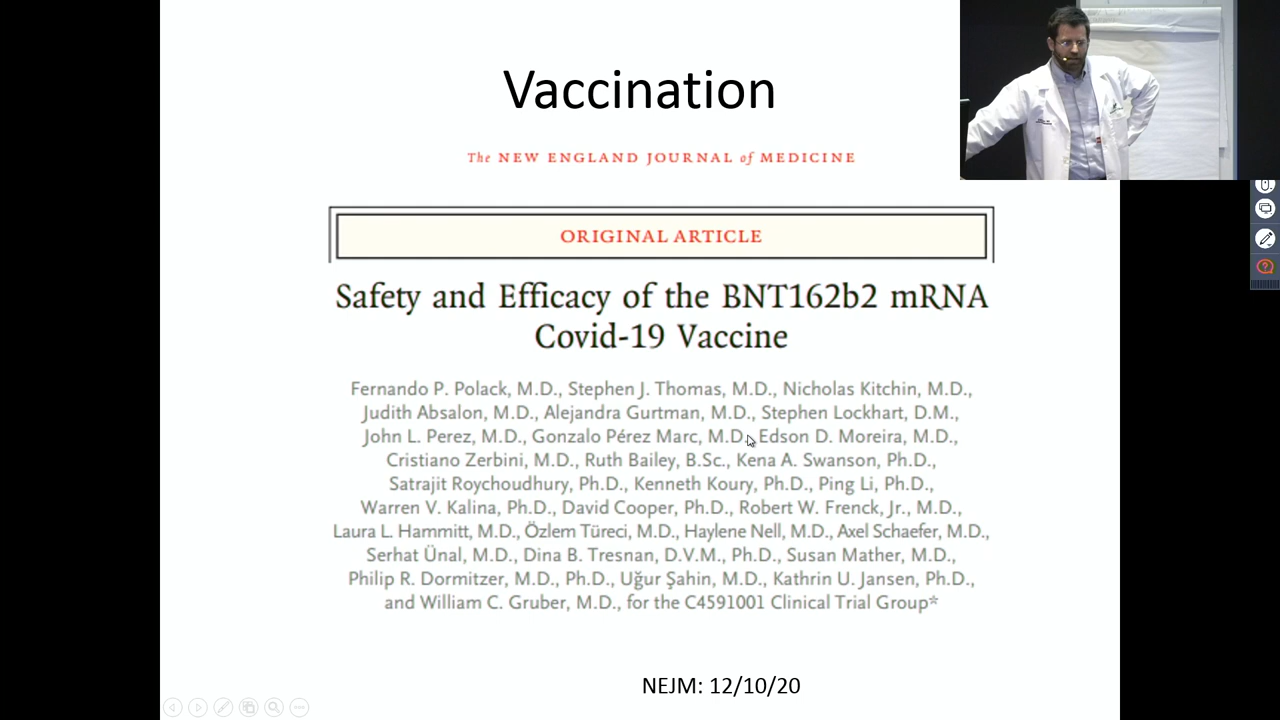 Vaccination
The NEW ENGLAND JOURNAL of MEDICINE
ORIGINAL ARTICLE
Safety and Efficacy of the BNT162b2 mRNA
Covid-19 Vaccine
Fernando P. Polack, M.D., Stephen J. Thomas, M.D., Nicholas Kitchin, M.D.,
Judith Absalon, M.D., Alejandra Gurtman, M.D., Stephen Lockhart, D.M.,
John L. Perez, M.D., Gonzalo Pérez Marc, M.D., Edson D. Moreira, M.D.,
Cristiano Zerbini, M.D., Ruth Bailey, B.Sc., Kena A. Swanson, Ph.D.,
Satrajit Roychoudhury, Ph.D., Kenneth Koury, Ph.D., Ping Li, Ph.D.,
Warren V. Kalina, Ph.D., David Cooper, Ph.D., Robert W. Frenck, Jr., M.D.,
Laura L. Hammitt, M.D., Özlem Türeci, M.D., Haylene Nell, M.D., Axel Schaefer, M.D.,
Serhat Ünal, M.D., Dina B. Tresnan, D.V.M., Ph.D., Susan Mather, M.D.,
Philip R. Dormitzer, M.D., Ph.D., Uğur Şahin, M.D., Kathrin U. Jansen, Ph.D.,
and William C. Gruber, M.D., for the C4591001 Clinical Trial Group*
NEJM: 12/10/20